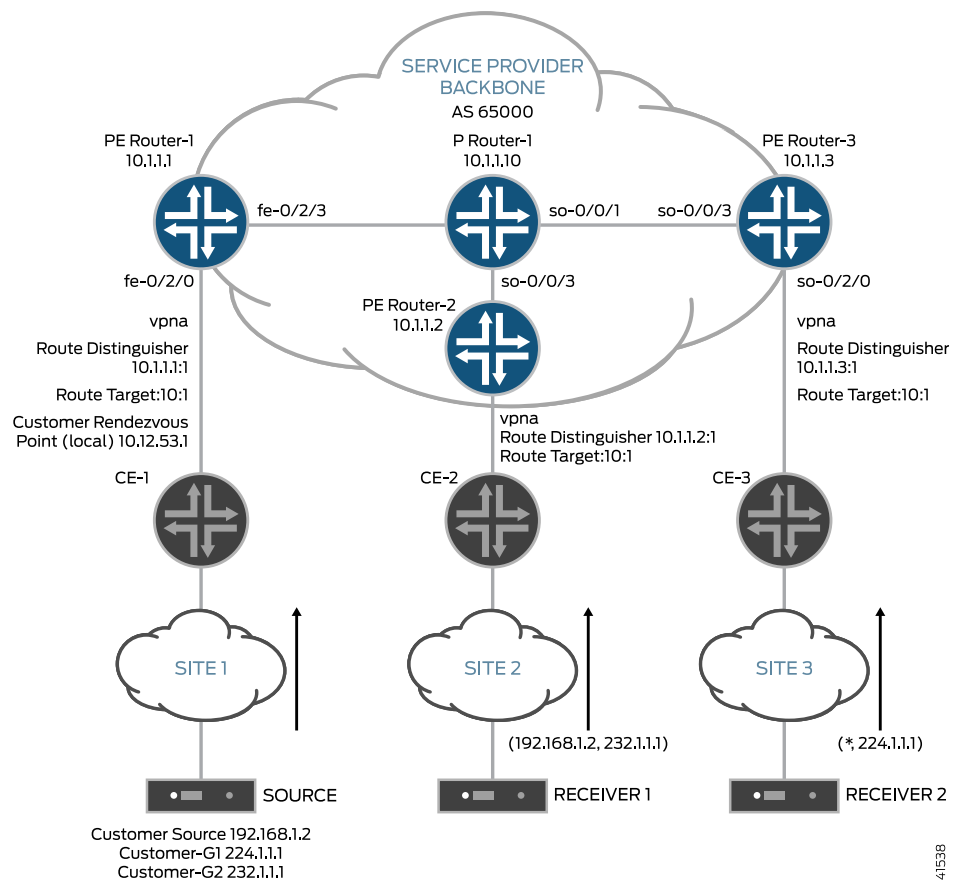 SERVICE PROVIDER
BACKBONE
AS 65000
PE Router-1
10.1.1.1
P Router-1
10.1.1.10
PE Router-3
10.1.1.3
fe-0/2/3
so-0/0/1
so-0/0/3
fe-0/2/0
so-0/0/3
so-0/2/0
PE Router-2
10.1.1.2
vpna
Route Distinguisher
10.1.1.1:1
Route Target:10:1
Customer Rendezvous
Point (local) 10.12.53.1
vpna
Route Distinguisher
10.1.1.3:1
Route Target:10:1
vpna
Route Distinguisher 10.1.1.2:1
Route Target:10:1
CE-1
CE-2
CE-3
SITE 1
SITE 2
SITE 3
(192.168.1.2, 232.1.1.1)
(*, 224.1.1.1)
SOURCE
RECEIVER 1
RECEIVER 2
Customer Source 192.168.1.2
Customer-G1 224.1.1.1
Customer-G2 232.1.1.1
41538